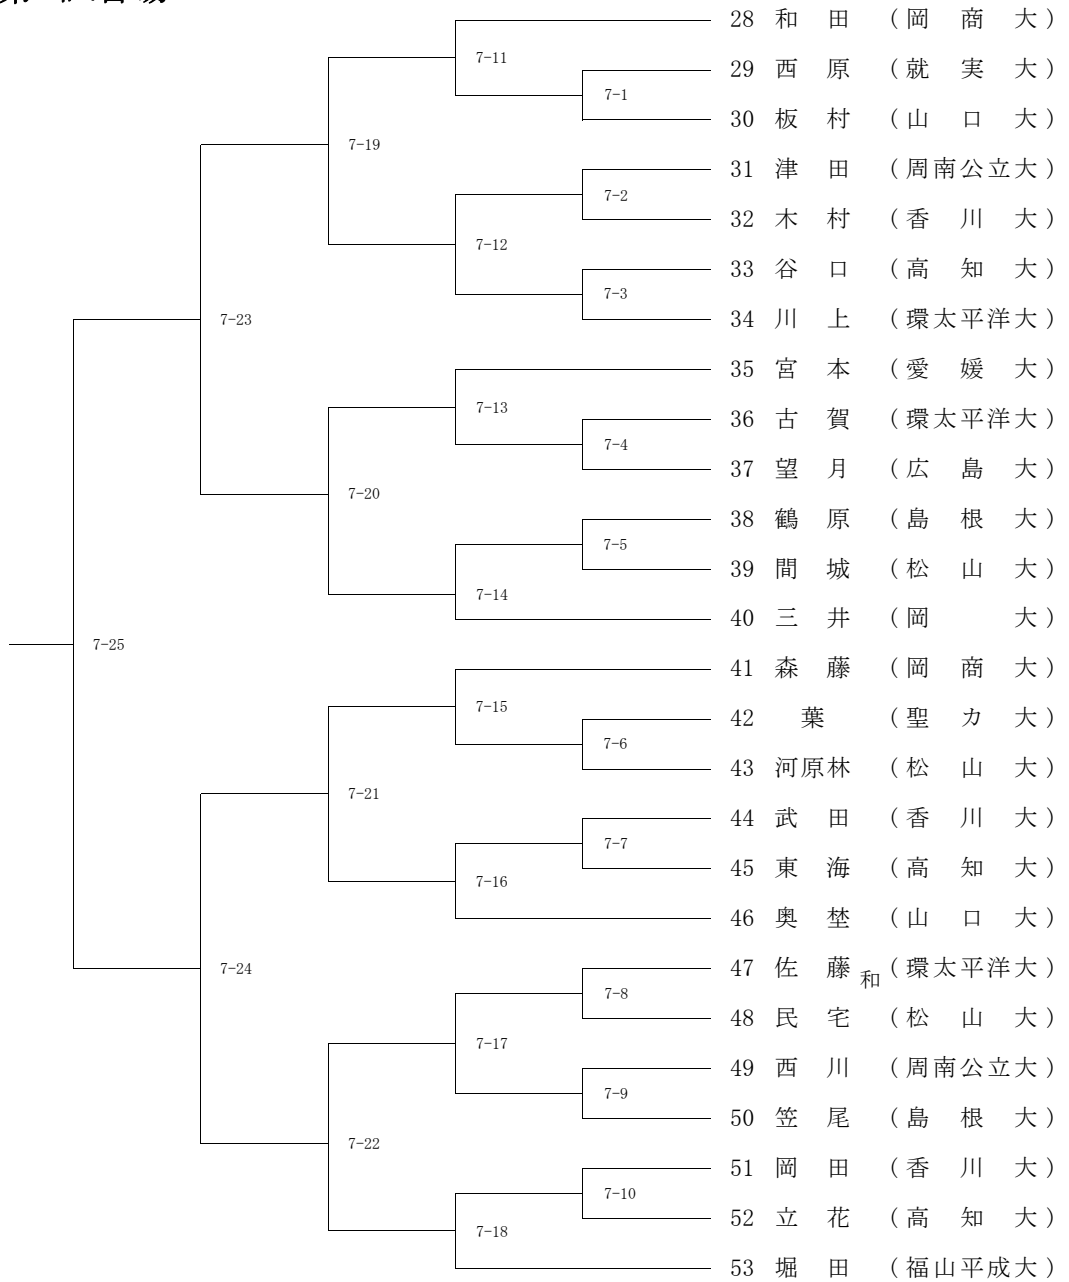 28 和田 （岡商大）
7-11
29 西原 （就実大）
7-1
30 板村 （山口大）
7-19
31 津田 （周南公立大）
7-2
32 木村 （香川大）
7-12
33 谷口 （高知大）
7-3
34 川上 （環太平洋大）
7-23
35 宮本 （愛媛大）
7-13
36 古賀 （環太平洋大）
7-4
37 望月 （広島大）
7-20
38 鶴原 （島根大）
7-5
39 間城 （松山大）
7-14
40 三井 （岡大）
7-25
41 森藤 （岡商大）
7-15
42 葉 （聖カ大）
7-6
43 河原林 （松山大）
7-21
44 武田 （香川大）
7-7
45 東海 （高知大）
7-16
46 奥埜 （山口大）
7-24
47 佐藤和 （環太平洋大）
7-8
48 民宅 （松山大）
7-17
49 西川 （周南公立大）
7-9
50 笠尾 （島根大）
7-22
51 岡田 （香川大）
7-10
52 立花 （高知大）
7-18
53 堀田 （福山平成大）